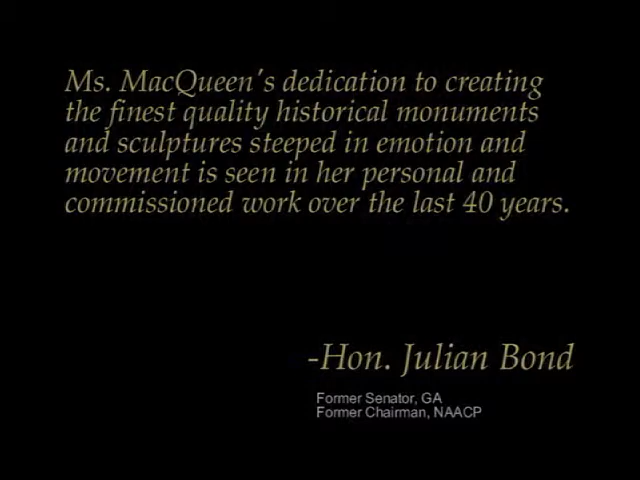 Ms. MacQueen's dedication to creating
the finest quality historical monuments
and sculptures steeped in emotion and
movement is seen in her personal and
commissioned work over the last 40 years.
-Hon. Julian Bond
Former Senator, GA
Former Chairman, NAACP